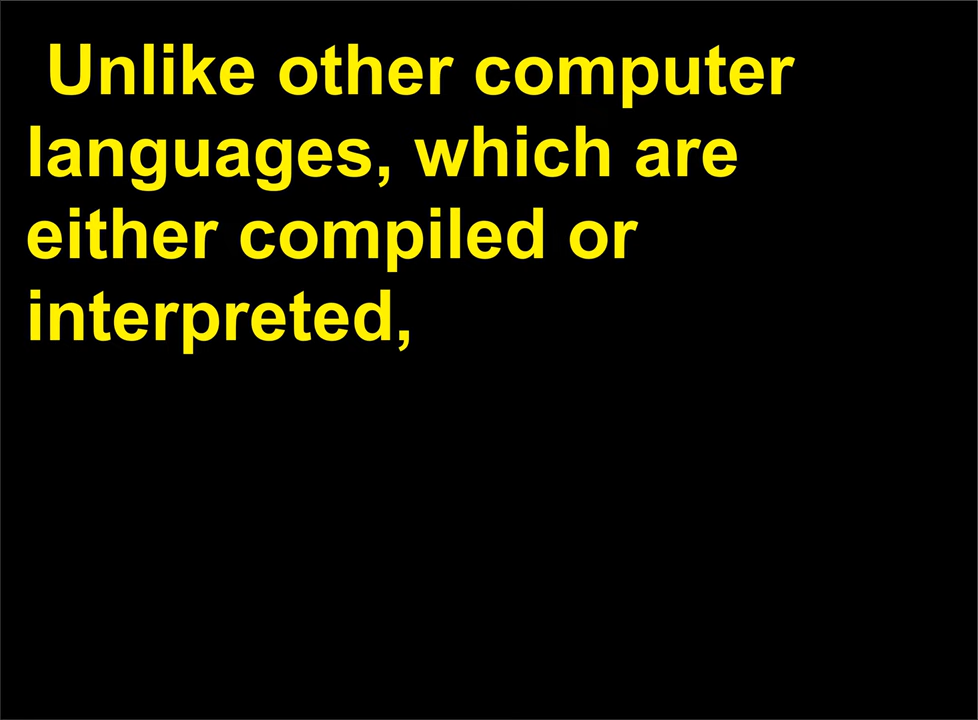 Unlike other computer
languages, which are
either compiled or
interpreted,